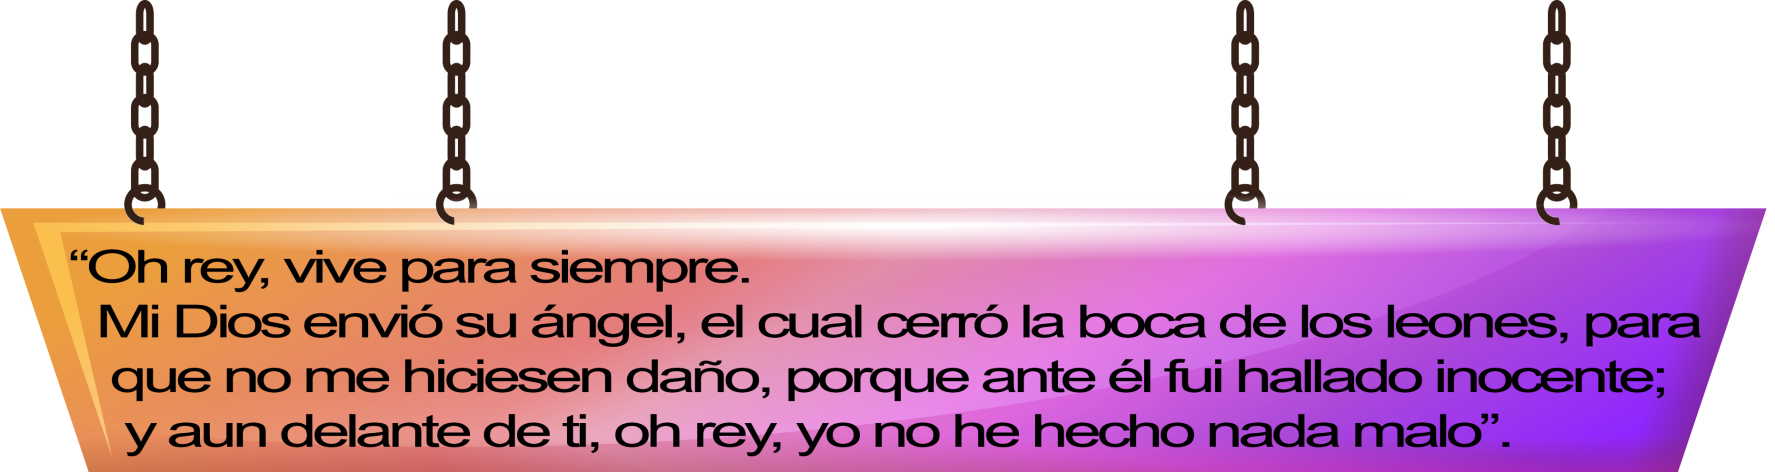 “Oh rey, vive para siempre.
Mi Dios envió su ángel, el cual cerró la boca de los leones, para
que no me hiciesen daño, porque ante él fui hallado inocente;
y aun delante de ti, oh rey, yo no he hecho nada malo”.